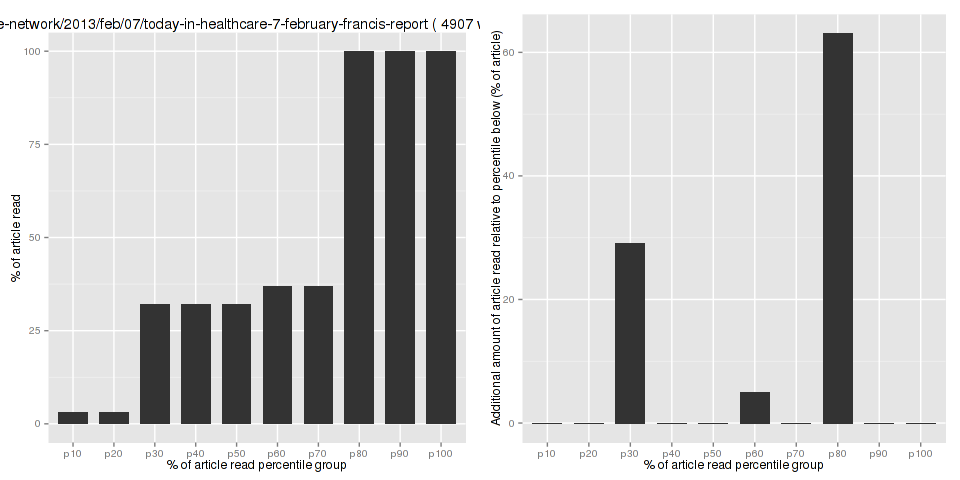 e-network/2013/feb/07/today-in-healthcare-7-february-francis-report ( 4907
% of article read
100
75
50
25
0
p10 p20 p30 p40 p50 p60 p70 p80 p90 p100
% of article read percentile group
Additional amount of article read relative to percentile below (% of article)
60
40
20
0
p10 p20 p30 p40 p50 p60 p70 p80 p90 p100
% of article read percentile group